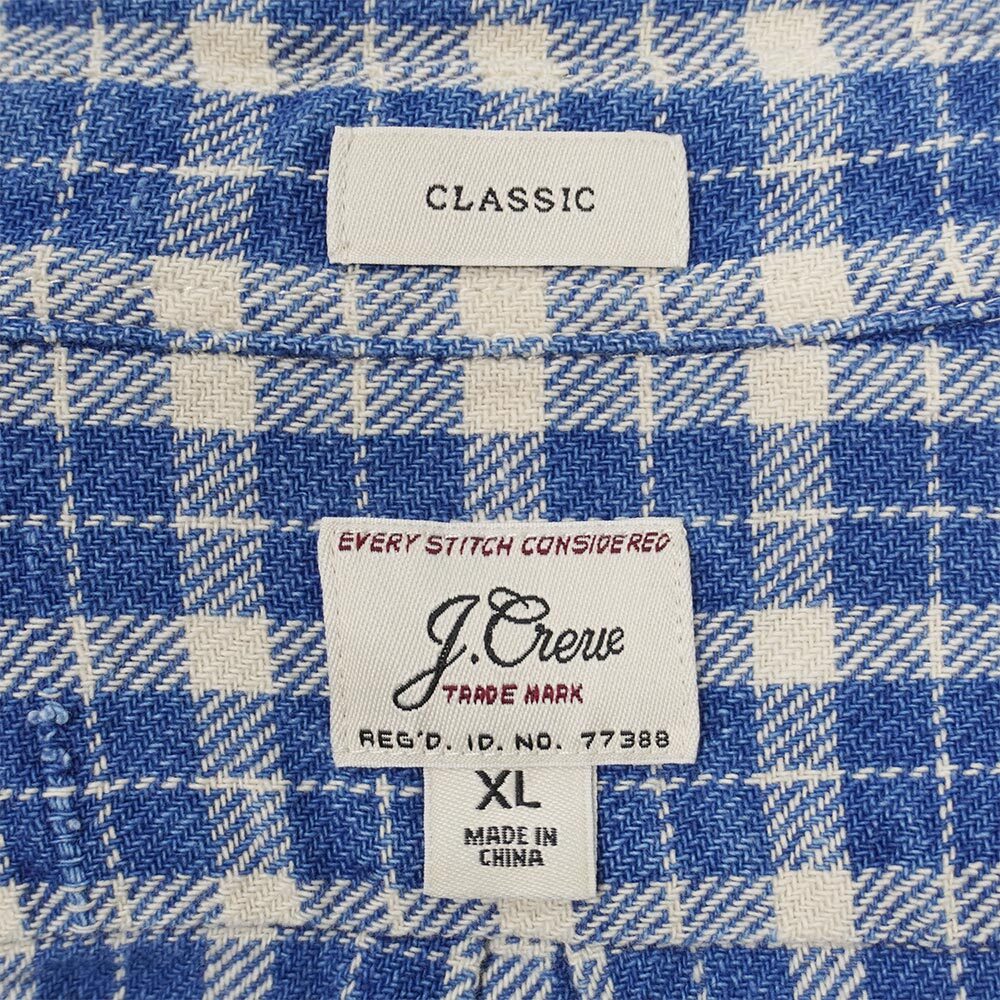 CLASSIC
EVERY STITCH CONSIDERED
J.Crew
TRADE MARK
REG'D. ID. NO. 77388
XL
MADE IN
CHINA